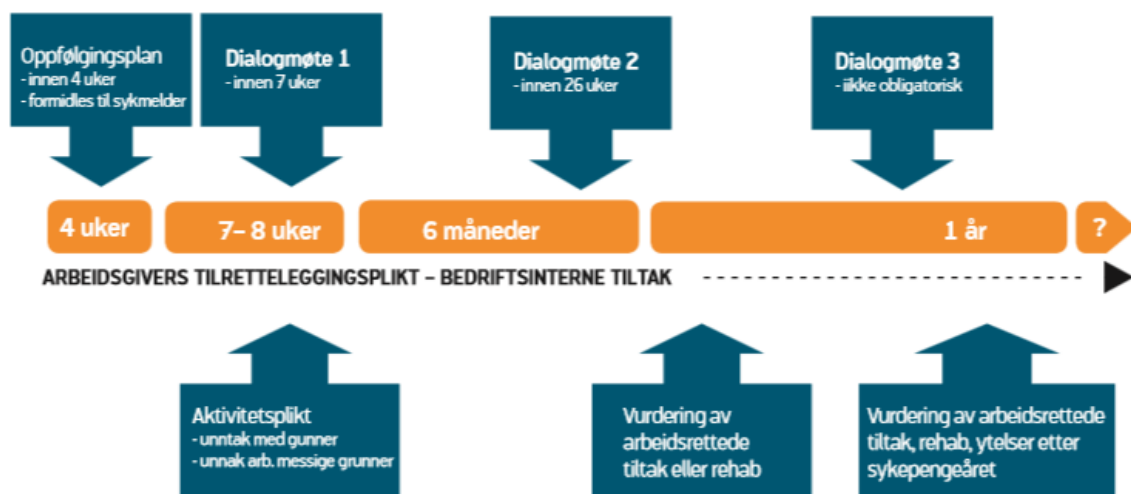 Oppfølgingsplan
- innen 4 uker
- formidles til sykmelder
Dialogmøte 1
- innen 7 uker
Dialogmøte 2
- innen 26 uker
Dialogmøte 3
- iikke obligatorisk
4 uker
7– 8 uker
6 måneder
1 år
?
ARBEIDSGIVERS TILRETTELEGGINGSPLIKT – BEDRIFTSINTERNE TILTAK
Aktivitetsplikt
- unntak med gunner
- unnak arb. messige grunner
Vurdering av
arbeidsrettede
tiltak eller rehab
Vurdering av arbeidsrettede
tiltak, rehab, ytelser etter
sykepengeåret